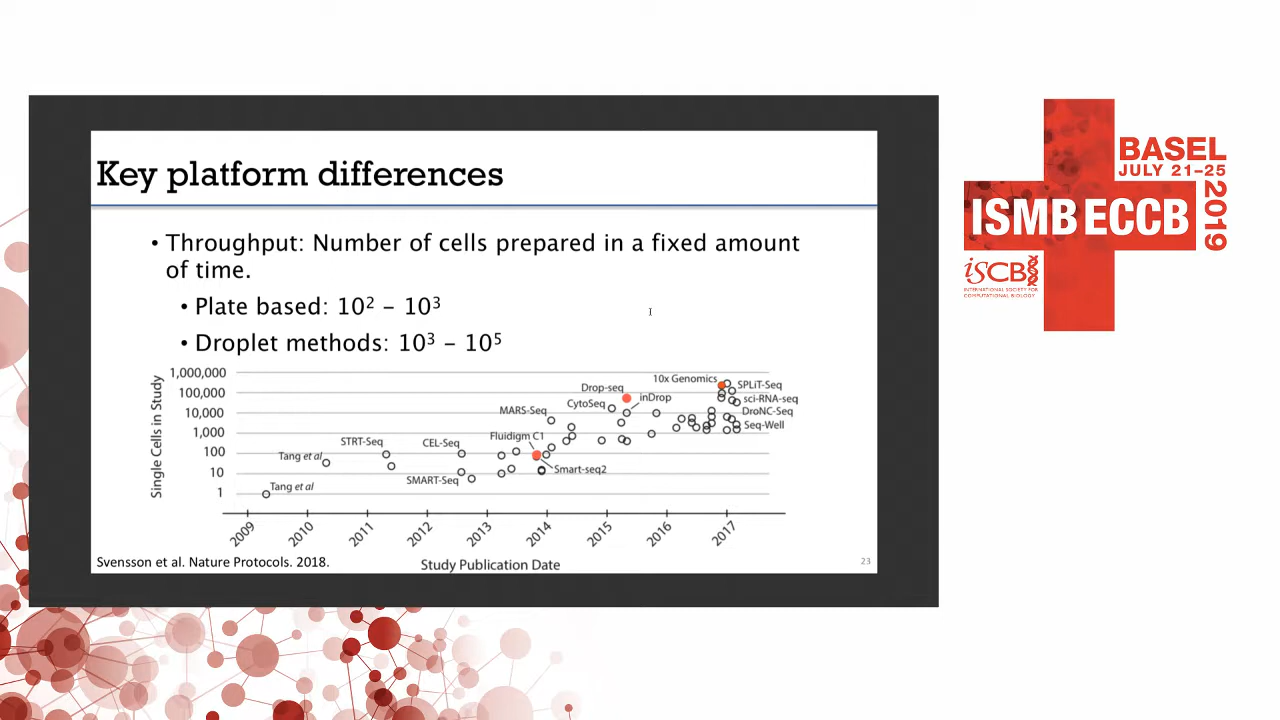 Key platform differences
• Throughput: Number of cells prepared in a fixed amount
of time.
• Plate based: 10² – 10³
• Droplet methods: 10³ – 10⁵
Single Cells in Study
1,000,000
100,000
10,000
1,000
100
10
1
Tang et al
Tang et al
STRT-Seq
CEL-Seq
SMART-Seq
MARS-Seq
Fluidigm C1
Smart-seq2
CytoSeq
Drop-seq
inDrop
10x Genomics
SPLiT-Seq
sci-RNA-seq
DroNC-Seq
Seq-Well
2009
2010
2011
2012
2013
2014
2015
2016
2017
Study Publication Date
Svensson et al. Nature Protocols. 2018.
23
BASEL
JULY 21–25
2019
ISMB ECCB
iSCB
INTERNATIONAL SOCIETY FOR
COMPUTATIONAL BIOLOGY